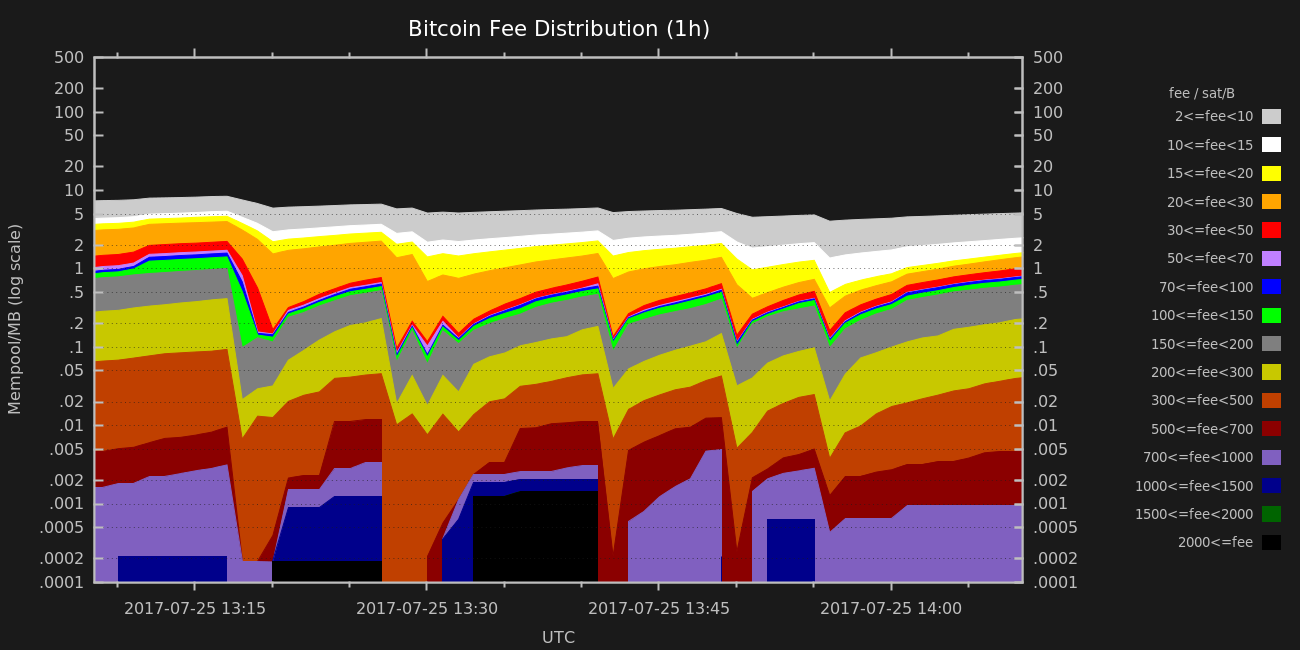 Bitcoin Fee Distribution (1h)
Mempool/MB (log scale)
500
200
100
50
20
10
5
2
1
.5
.2
.1
.05
.02
.01
.005
.002
.001
.0005
.0002
.0001
500
200
100
50
20
10
5
2
1
.5
.2
.1
.05
.02
.01
.005
.002
.001
.0005
.0002
.0001
2017-07-25 13:15
2017-07-25 13:30
2017-07-25 13:45
2017-07-25 14:00
UTC
fee / sat/B
2<=fee<10
10<=fee<15
15<=fee<20
20<=fee<30
30<=fee<50
50<=fee<70
70<=fee<100
100<=fee<150
150<=fee<200
200<=fee<300
300<=fee<500
500<=fee<700
700<=fee<1000
1000<=fee<1500
1500<=fee<2000
2000<=fee